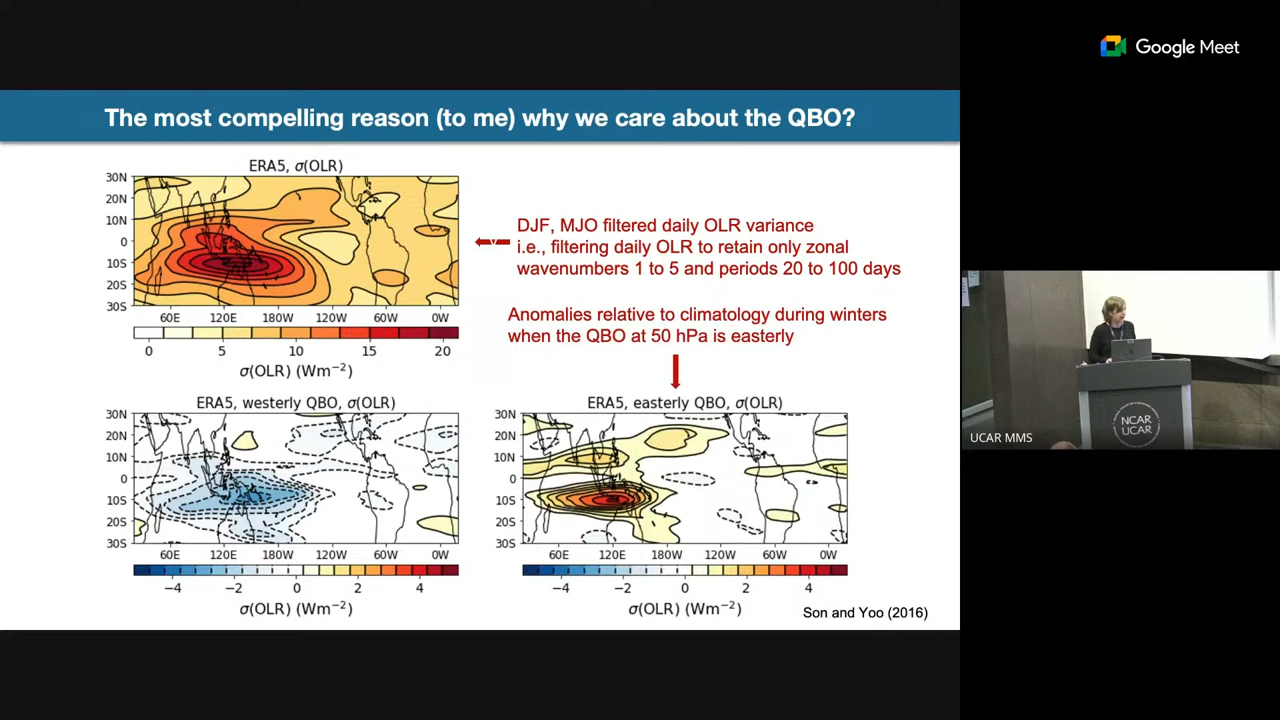 Google Meet
The most compelling reason (to me) why we care about the QBO?
ERA5, σ(OLR)
30N
20N
10N
0
10S
20S
30S
60E 120E 180W 120W 60W 0W
0 5 10 15 20
σ(OLR) (Wm⁻²)
DJF, MJO filtered daily OLR variance
i.e., filtering daily OLR to retain only zonal
wavenumbers 1 to 5 and periods 20 to 100 days
Anomalies relative to climatology during winters
when the QBO at 50 hPa is easterly
ERA5, westerly QBO, σ(OLR)
30N
20N
10N
0
10S
20S
30S
60E 120E 180W 120W 60W 0W
−4 −2 0 2 4
σ(OLR) (Wm⁻²)
ERA5, easterly QBO, σ(OLR)
30N
20N
10N
0
10S
20S
30S
60E 120E 180W 120W 60W 0W
−4 −2 0 2 4
σ(OLR) (Wm⁻²)
Son and Yoo (2016)
NCAR
UCAR
UCAR MMS